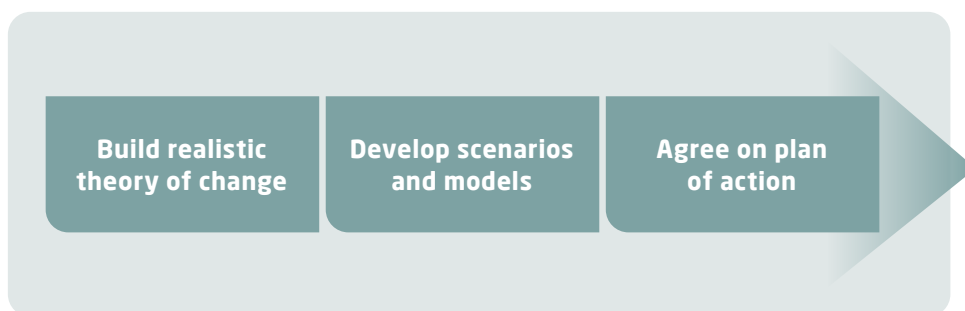 Build realistic
theory of change
Develop scenarios
and models
Agree on plan
of action